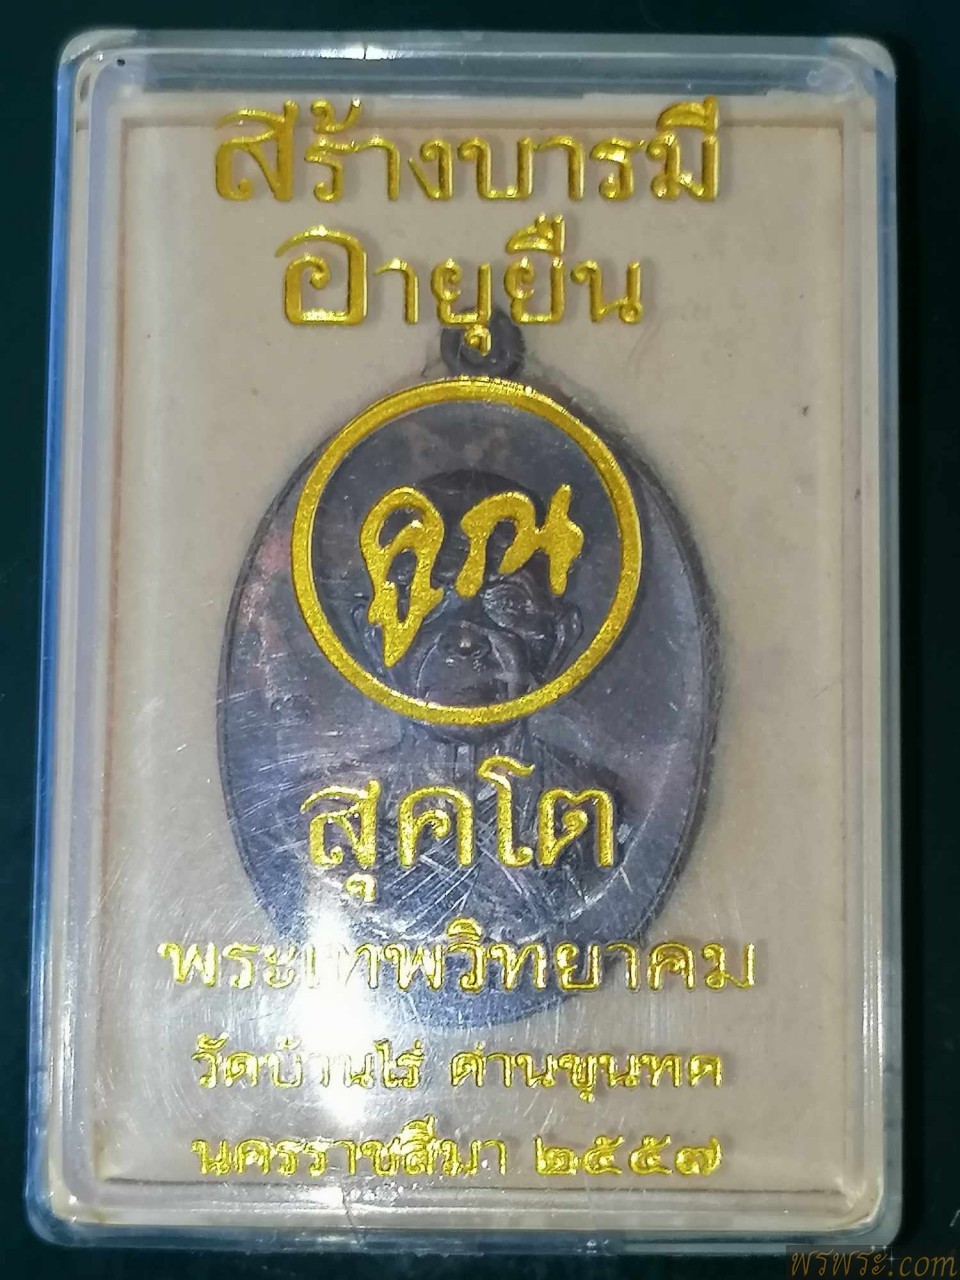 สร้างบารมี
อายุยืน
คูณ
สุคโต
พระเทพวิทยาคม
วัดบ้านไร่ ด่านขุนทด
นครราชสีมา ๒๕๕๗
พรพระ.com